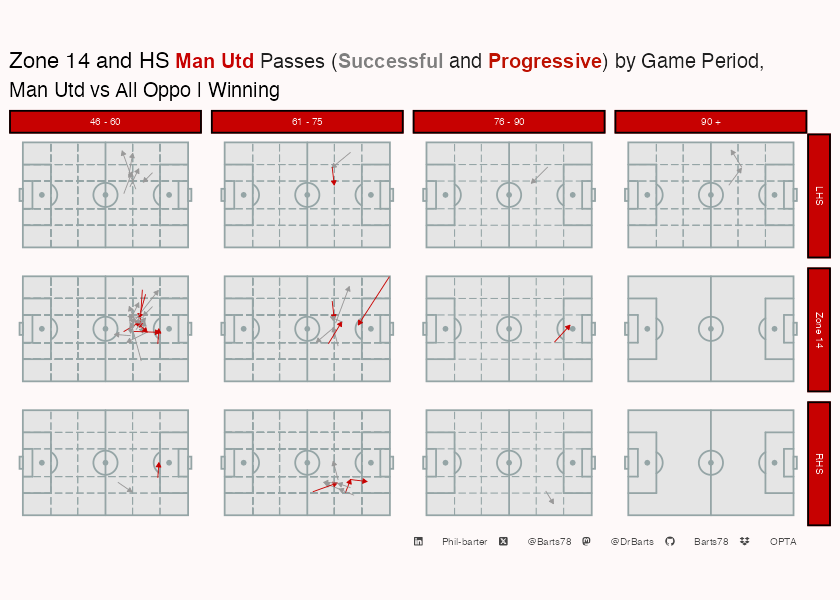 Zone 14 and HS Man Utd Passes (Successful and Progressive) by Game Period,
Man Utd vs All Oppo I Winning
46 - 60
61 - 75
76 - 90
90 +
LHS
Zone 14
RHS
Phil-barter @Barts78 @DrBarts Barts78 OPTA